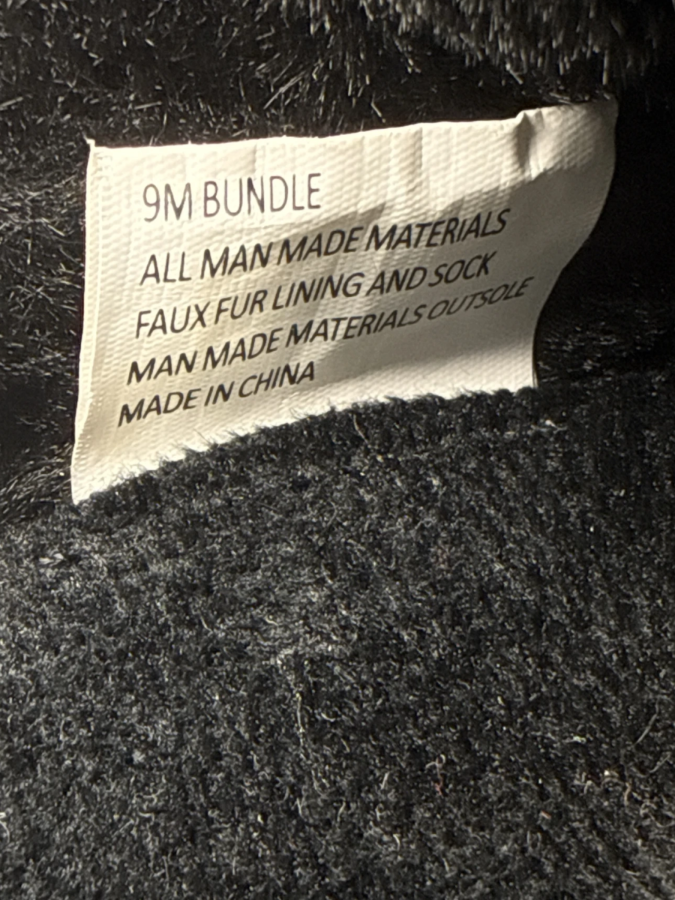 9M BUNDLE
ALL MAN MADE MATERIALS
FAUX FUR LINING AND SOCK
MAN MADE MATERIALS OUTSOLE
MADE IN CHINA